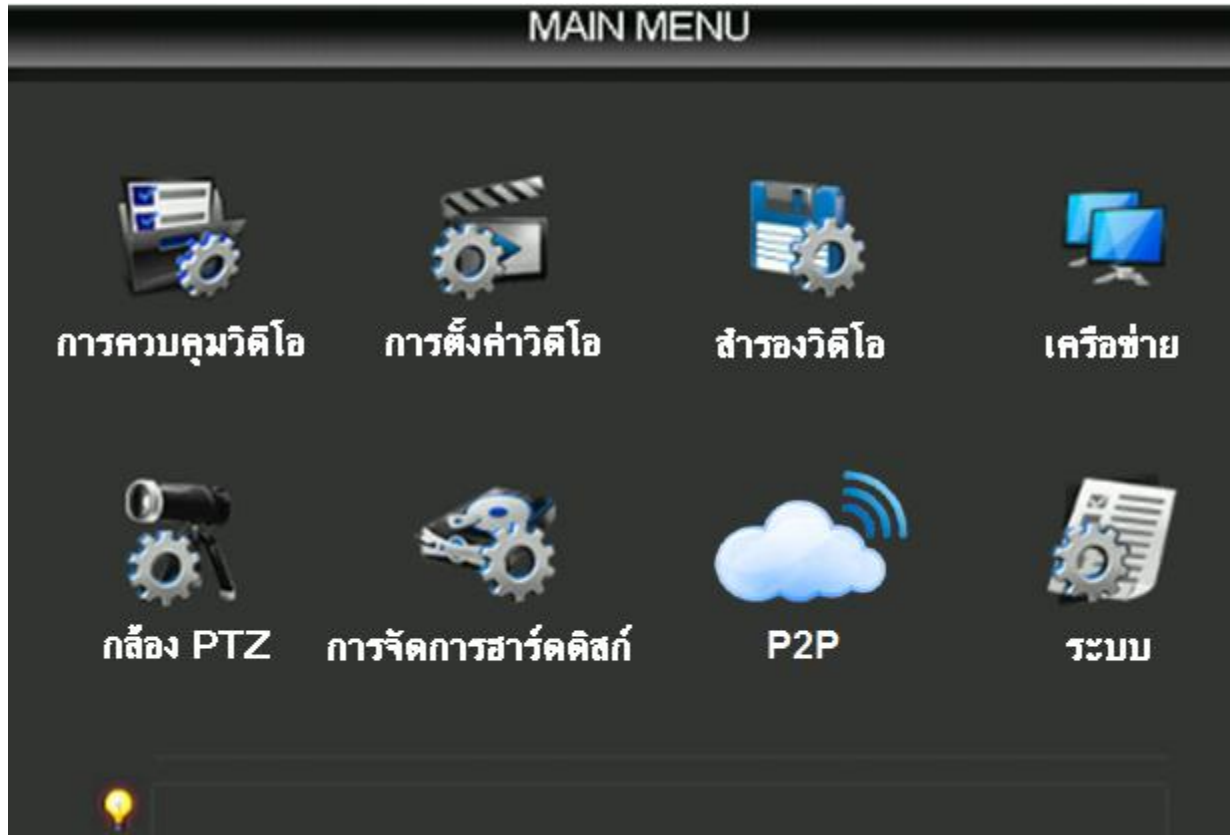 MAIN MENU
การควบคุมวิดีโอ
การตั้งค่าวิดีโอ
สำรองวิดีโอ
เครือข่าย
กล้อง PTZ
การจัดการฮาร์ดดิสก์
P2P
ระบบ